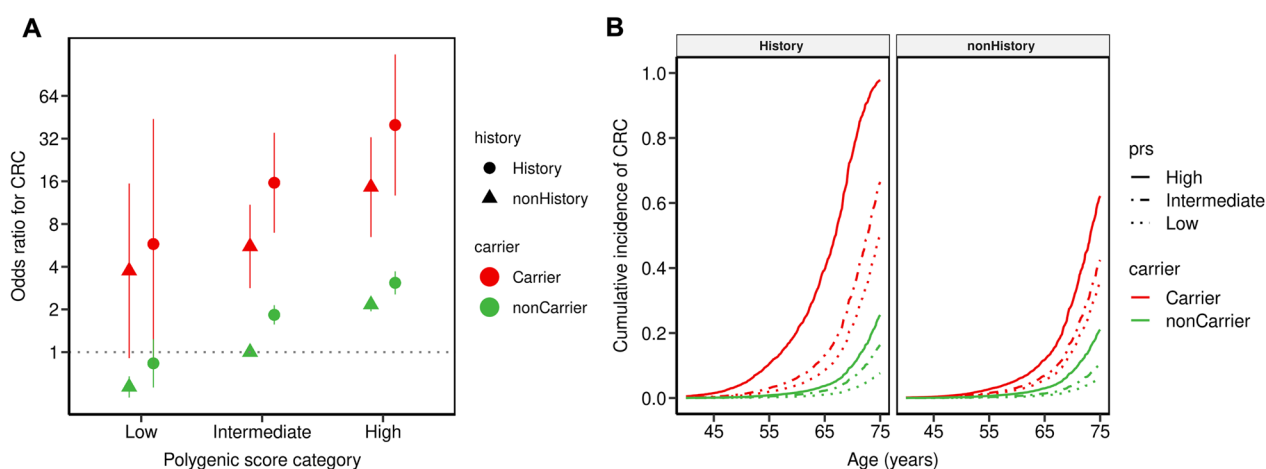 A
Odds ratio for CRC
64
32
16
8
4
2
1
Low Intermediate High
Polygenic score category
history
History
nonHistory
carrier
Carrier
nonCarrier
B
History nonHistory
Cumulative incidence of CRC
1.0
0.8
0.6
0.4
0.2
0.0
45 55 65 75 45 55 65 75
Age (years)
prs
High
Intermediate
Low
carrier
Carrier
nonCarrier